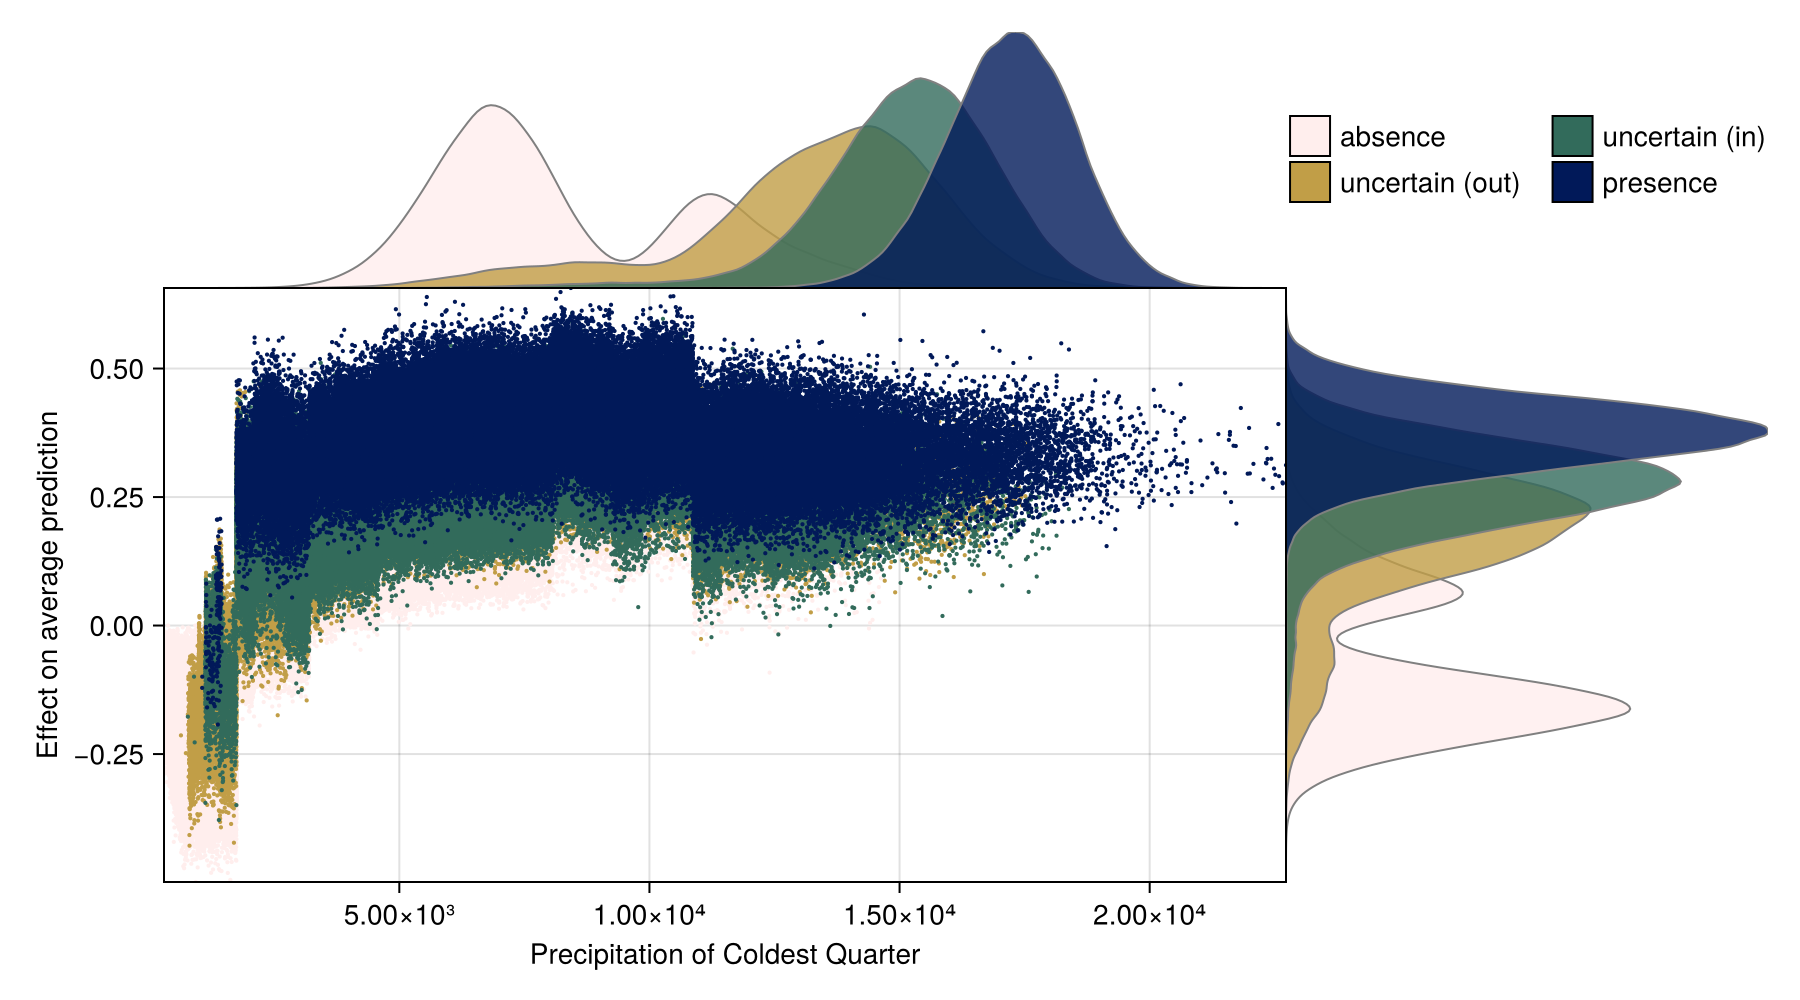 absence
uncertain (in)
uncertain (out)
presence
Effect on average prediction
0.50
0.25
0.00
−0.25
5.00×10³
1.00×10⁴
1.50×10⁴
2.00×10⁴
Precipitation of Coldest Quarter